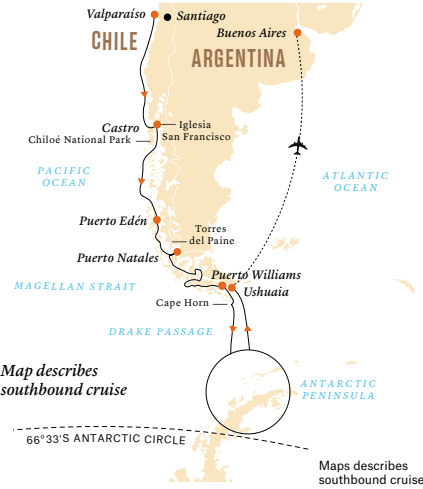 Valparaíso
Santiago
CHILE
Buenos Aires
ARGENTINA
Castro
Iglesia
San Francisco
Chiloé National Park
PACIFIC
OCEAN
ATLANTIC
OCEAN
Puerto Edén
Torres
del Paine
Puerto Natales
Puerto Williams
MAGELLAN STRAIT
Ushuaia
Cape Horn
DRAKE PASSAGE
Map describes
southbound cruise
ANTARCTIC
PENINSULA
66°33'S ANTARCTIC CIRCLE
Maps describes
southbound cruise